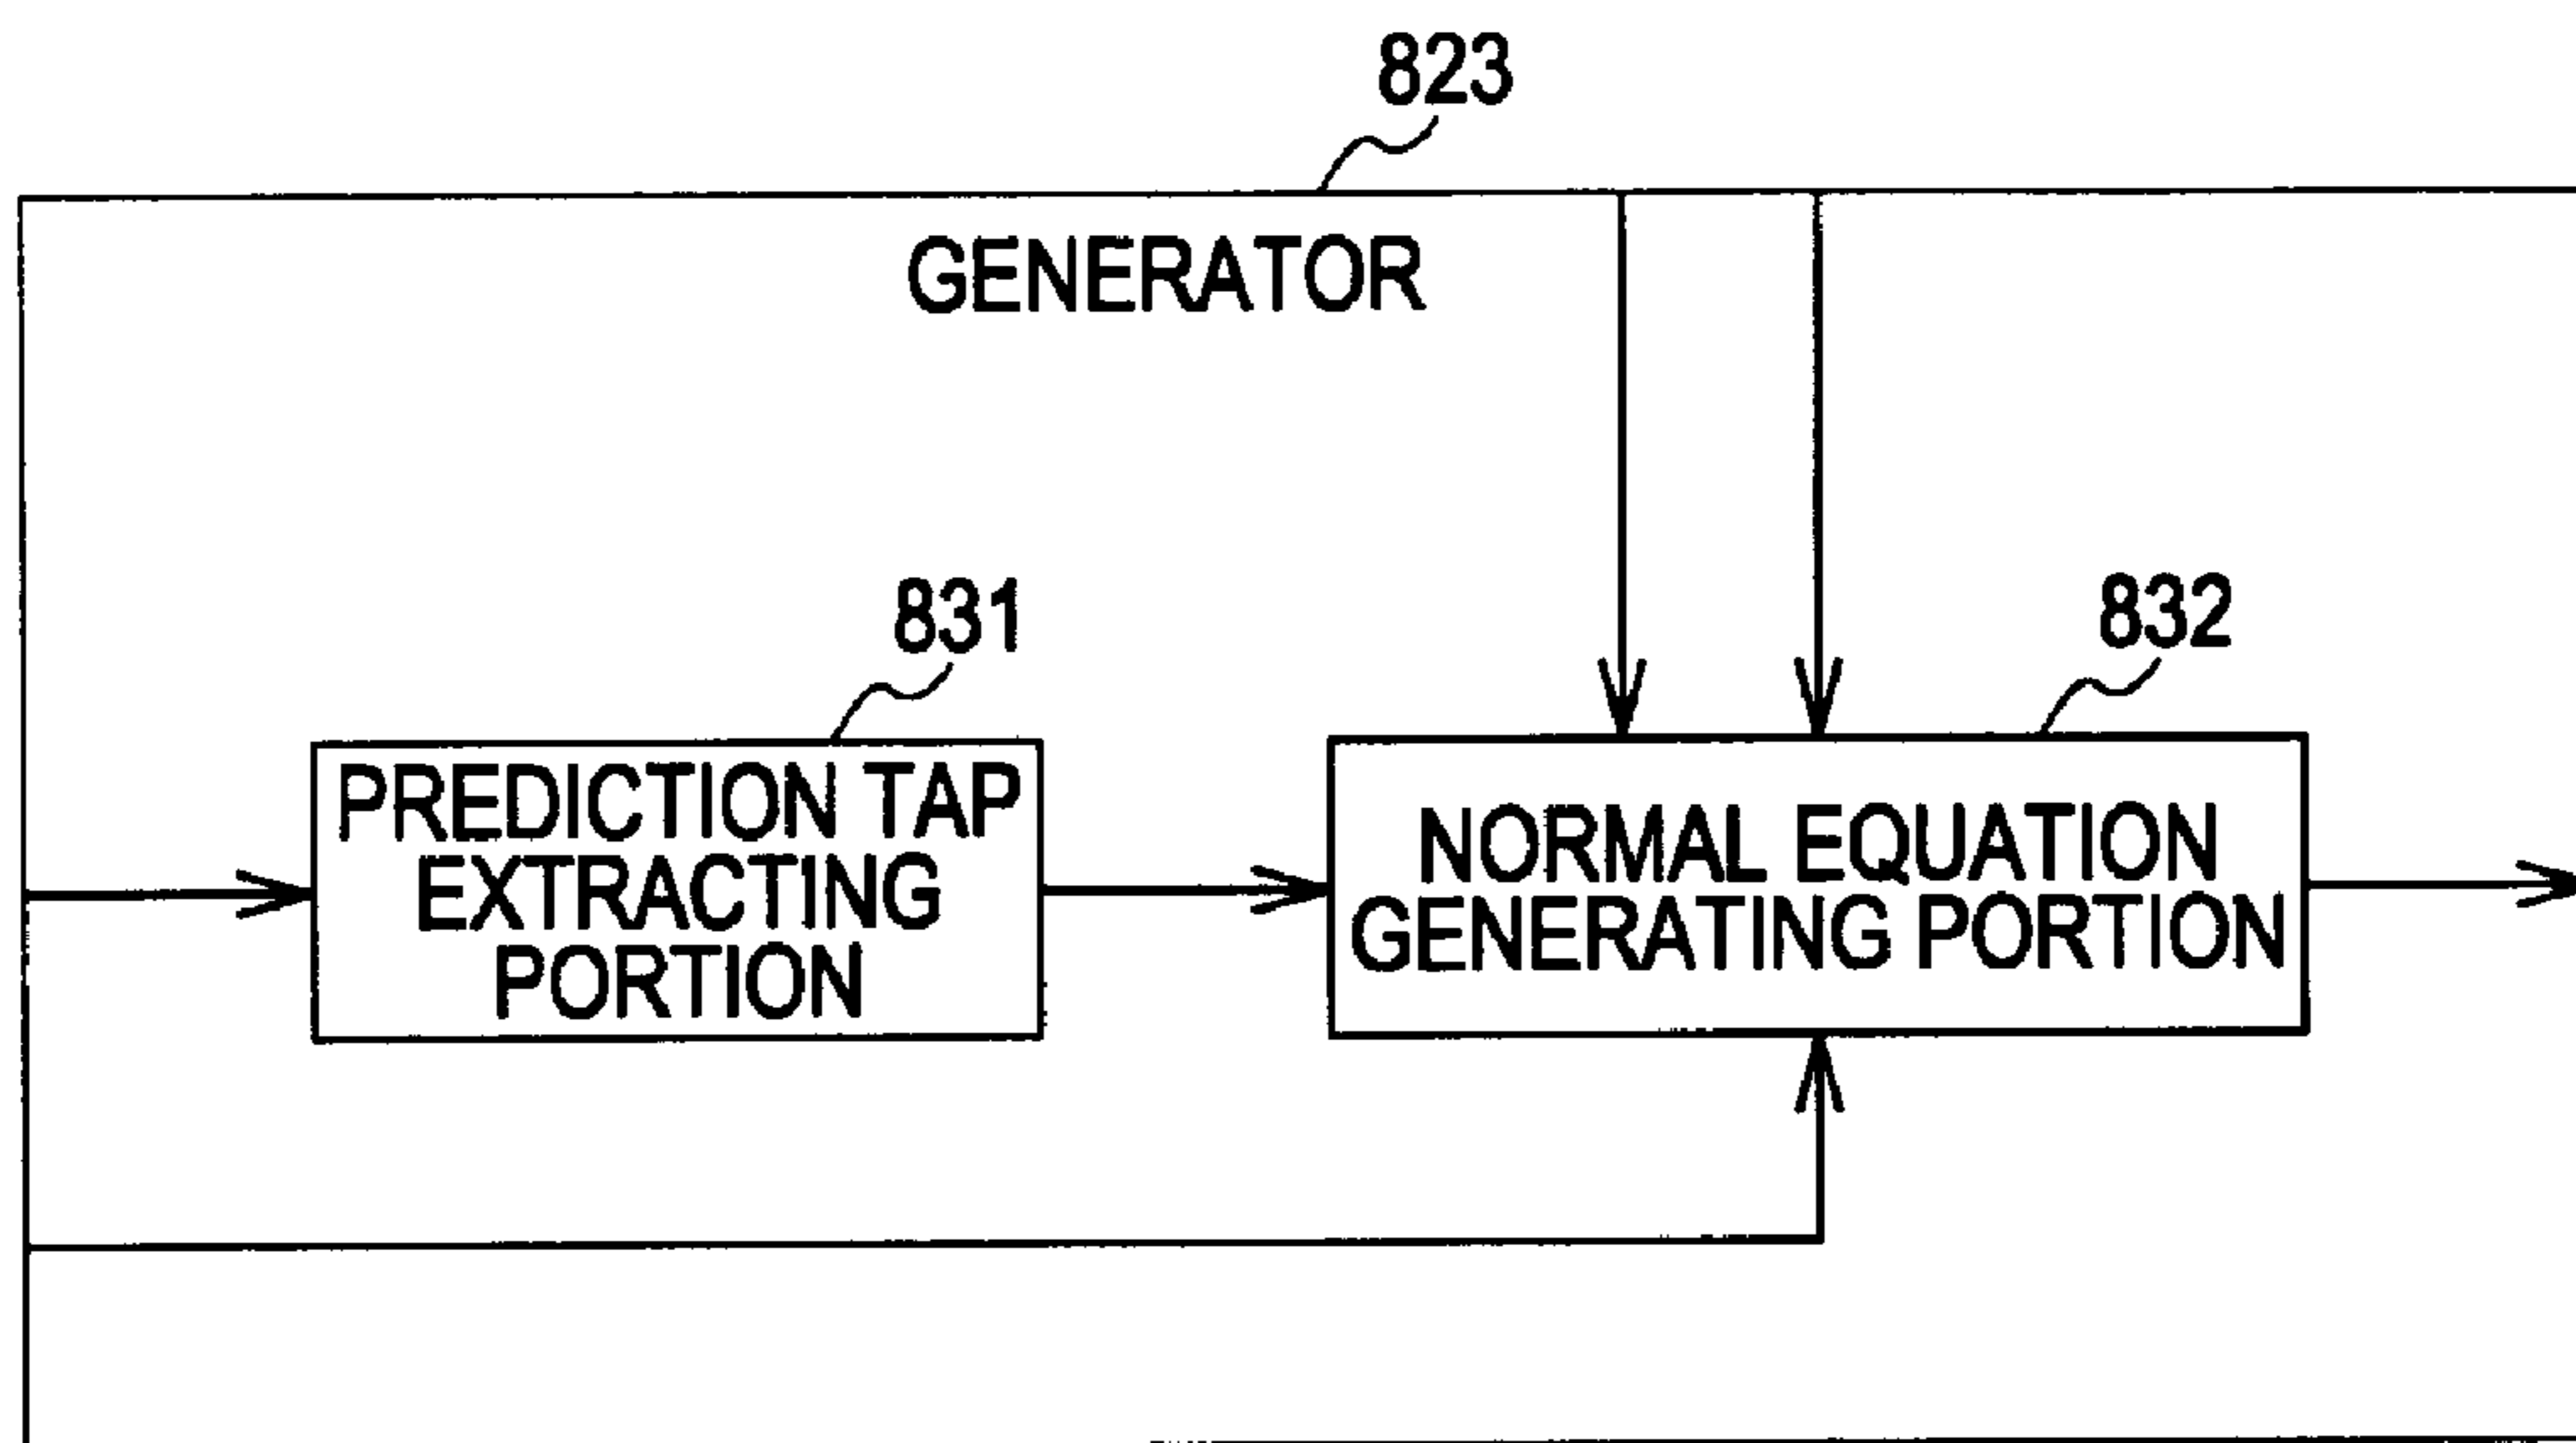 823
GENERATOR
831
832
PREDICTION TAP
EXTRACTING
PORTION
NORMAL EQUATION
GENERATING PORTION